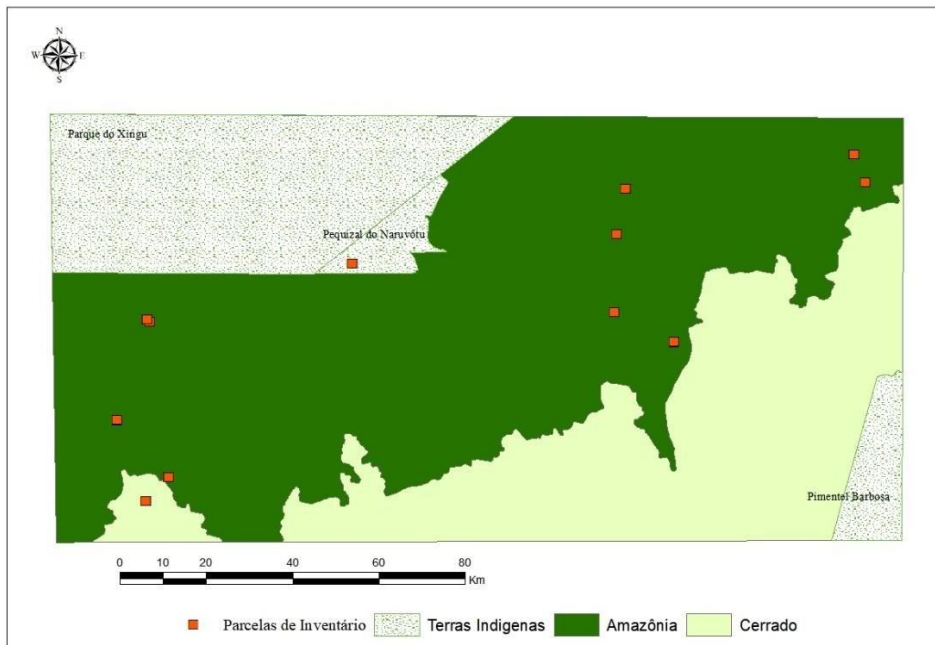 N
W E
S
Parque do Xingu
Pequizal do Naruvôtu
Pimentel Barbosa
0 10 20 40 60 80
Km
Parcelas de Inventário Terras Indigenas Amazônia Cerrado